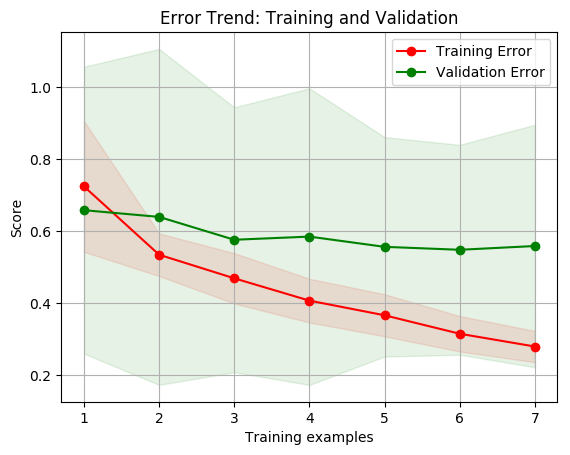 Error Trend: Training and Validation
Training Error
Validation Error
Score
1.0
0.8
0.6
0.4
0.2
1 2 3 4 5 6 7
Training examples